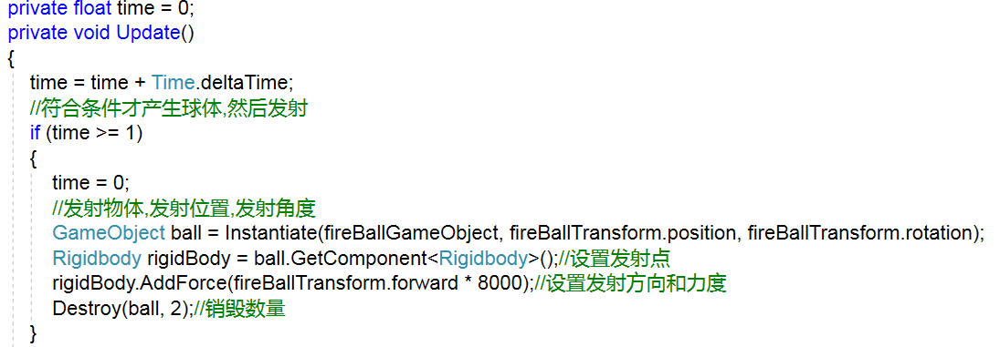 private float time = 0;
private void Update()
{
time = time + Time.deltaTime;
//符合条件才产生球体,然后发射
if (time >= 1)
{
time = 0;
//发射物体,发射位置,发射角度
GameObject ball = Instantiate(fireBallGameObject, fireBallTransform.position, fireBallTransform.rotation);
Rigidbody rigidBody = ball.GetComponent<Rigidbody>();//设置发射点
rigidBody.AddForce(fireBallTransform.forward * 8000);//设置发射方向和力度
Destroy(ball, 2);//销毁数量
}